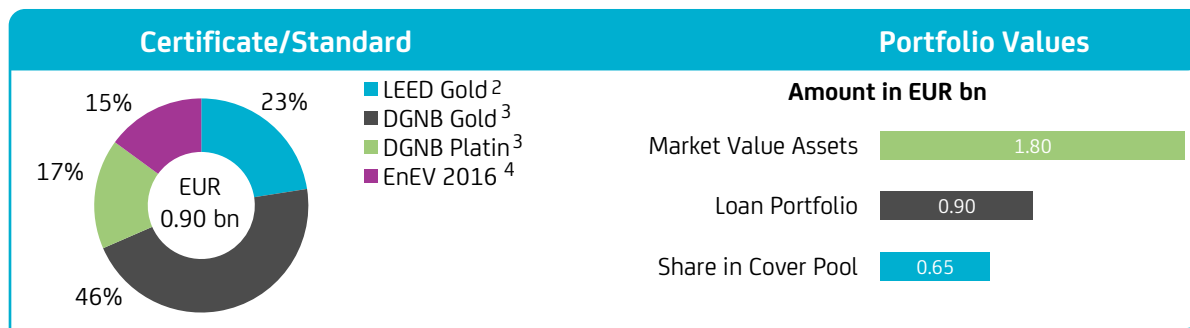 Certificate/Standard
15%
23%
17%
46%
EUR
0.90 bn
LEED Gold 2
DGNB Gold 3
DGNB Platin 3
EnEV 2016 4
Portfolio Values
Amount in EUR bn
Market Value Assets 1.80
Loan Portfolio 0.90
Share in Cover Pool 0.65